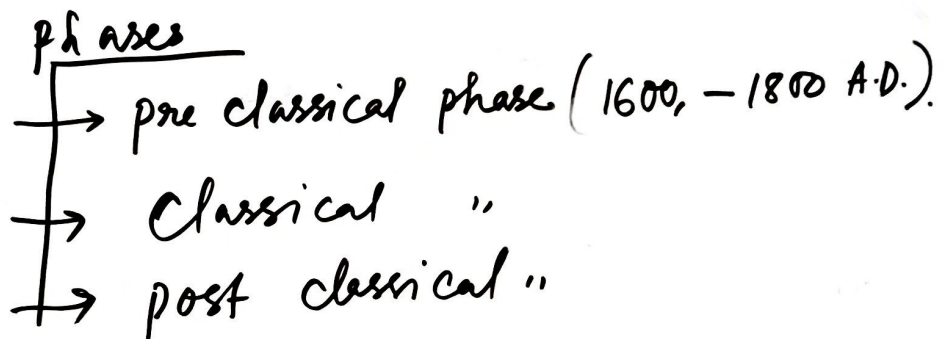 phases
→ pre classical phase (1600, – 1800 A.D.).
→ classical "
→ post classical "